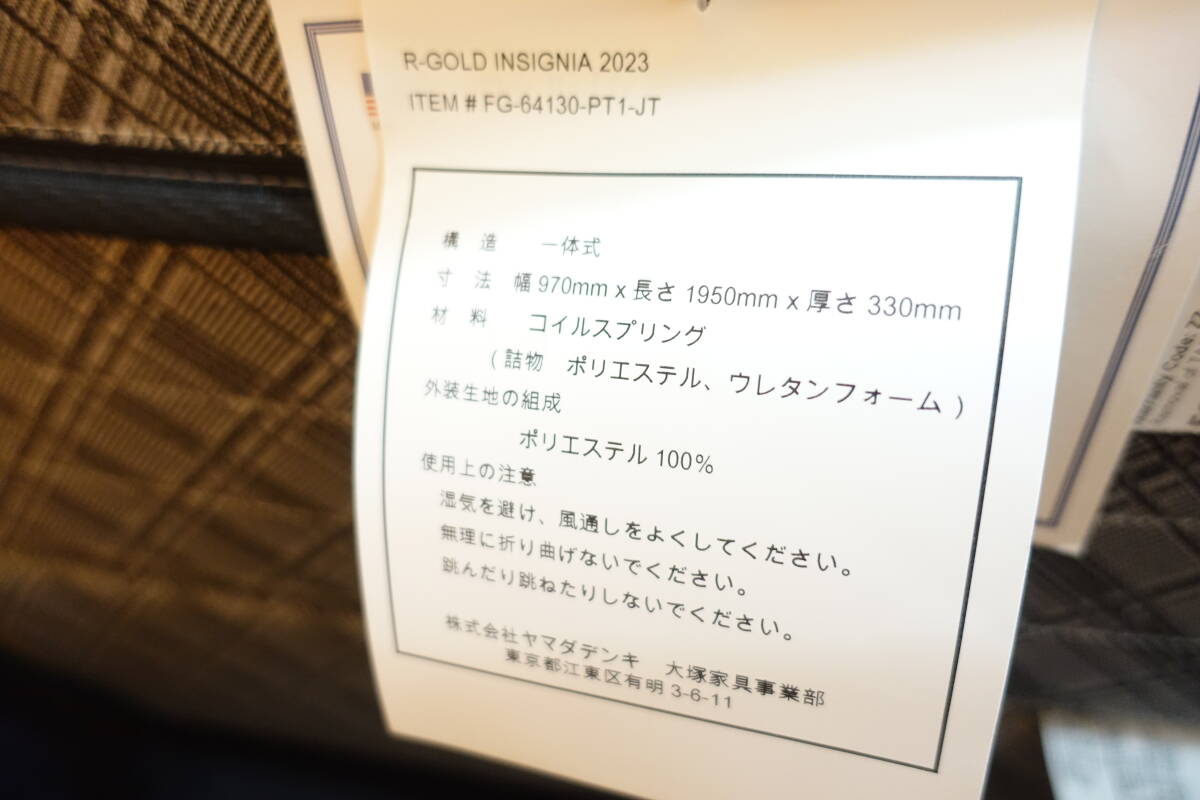 R-GOLD INSIGNIA 2023
ITEM # FG-64130-PT1-JT
構 造 一体式
寸 法 幅 970mm x 長さ 1950mm x 厚さ 330mm
材 料 コイルスプリング
( 詰物 ポリエステル、ウレタンフォーム )
外装生地の組成
ポリエステル 100%
使用上の注意
湿気を避け、風通しをよくしてください。
無理に折り曲げないでください。
跳んだり跳ねたりしないでください。
株式会社ヤマダデンキ 大塚家具事業部
東京都江東区有明 3-6-11
Code: